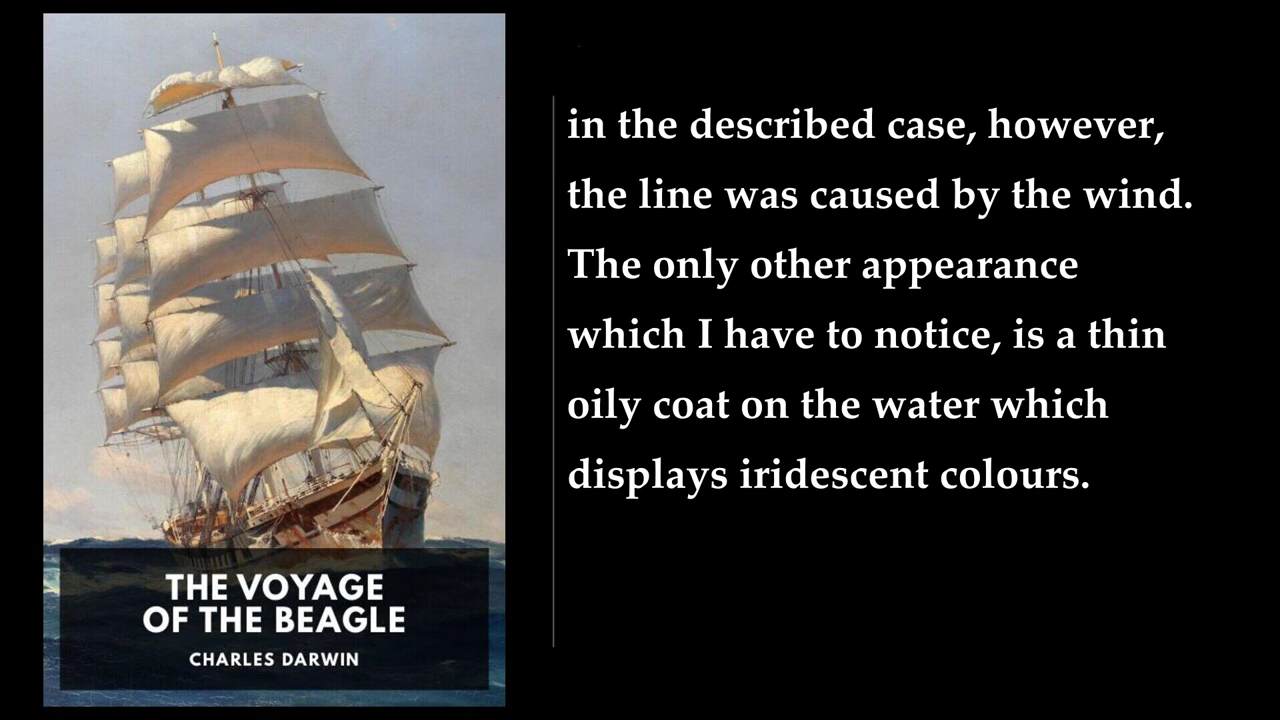 in the described case, however,
the line was caused by the wind.
The only other appearance
which I have to notice, is a thin
oily coat on the water which
displays iridescent colours.
THE VOYAGE
OF THE BEAGLE
CHARLES DARWIN